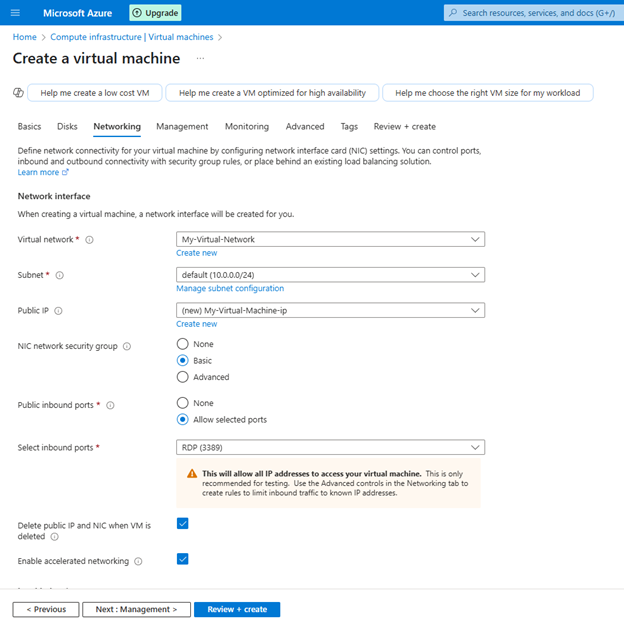 Microsoft Azure
Upgrade
Search resources, services, and docs (G+/)
Home > Compute infrastructure | Virtual machines >
Create a virtual machine ...
Help me create a low cost VM
Help me create a VM optimized for high availability
Help me choose the right VM size for my workload
Basics Disks Networking Management Monitoring Advanced Tags Review + create
Define network connectivity for your virtual machine by configuring network interface card (NIC) settings. You can control ports,
inbound and outbound connectivity with security group rules, or place behind an existing load balancing solution.
Learn more
Network interface
When creating a virtual machine, a network interface will be created for you.
Virtual network *
My-Virtual-Network
Create new
Subnet *
default (10.0.0.0/24)
Manage subnet configuration
Public IP
(new) My-Virtual-Machine-ip
Create new
NIC network security group
None
Basic
Advanced
Public inbound ports *
None
Allow selected ports
Select inbound ports *
RDP (3389)
This will allow all IP addresses to access your virtual machine. This is only
recommended for testing. Use the Advanced controls in the Networking tab to
create rules to limit inbound traffic to known IP addresses.
Delete public IP and NIC when VM is
deleted
Enable accelerated networking
< Previous
Next : Management >
Review + create